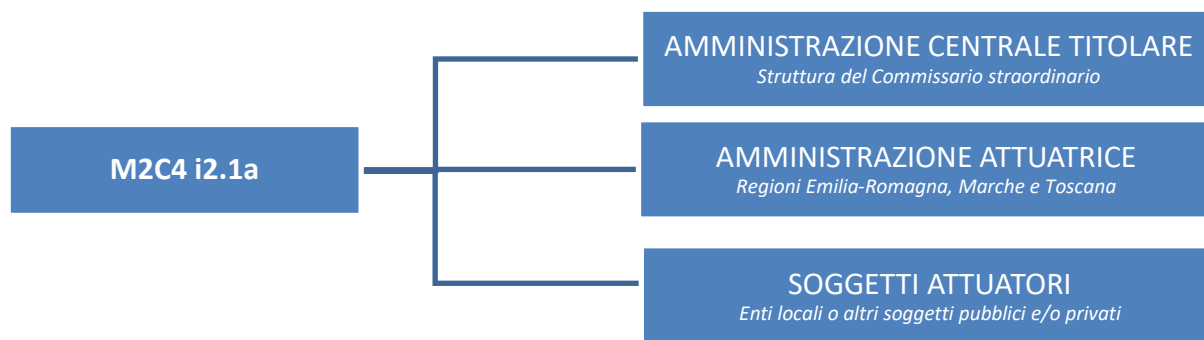 M2C4 i2.1a
AMMINISTRAZIONE CENTRALE TITOLARE
Struttura del Commissario straordinario
AMMINISTRAZIONE ATTUATRICE
Regioni Emilia-Romagna, Marche e Toscana
SOGGETTI ATTUATORI
Enti locali o altri soggetti pubblici e/o privati